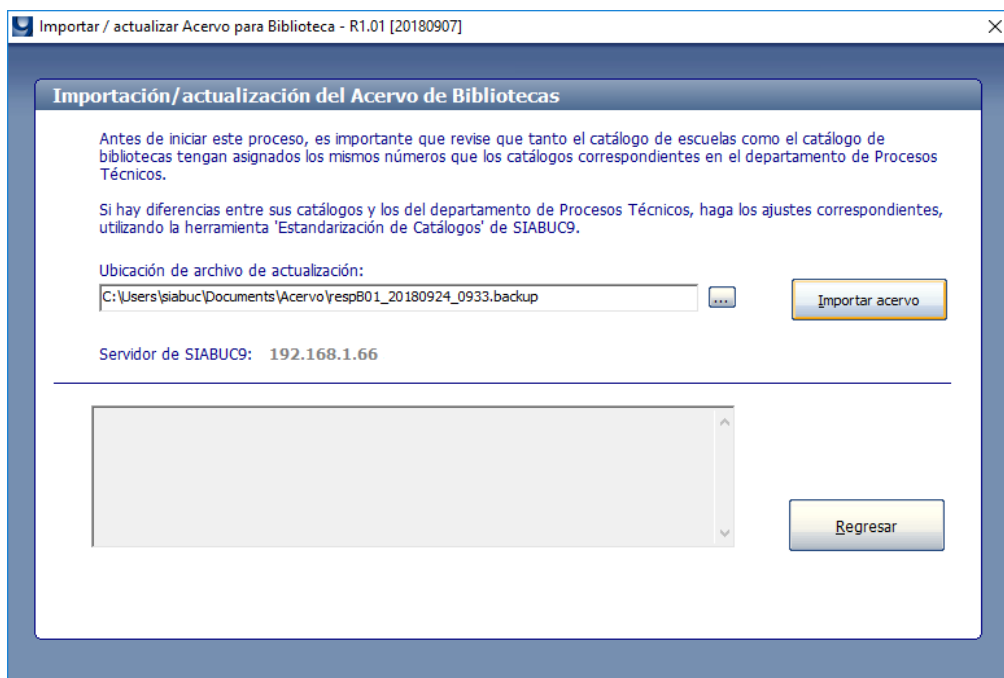 Importar / actualizar Acervo para Biblioteca - R1.01 [20180907]
Importación/actualización del Acervo de Bibliotecas
Antes de iniciar este proceso, es importante que revise que tanto el catálogo de escuelas como el catálogo de
bibliotecas tengan asignados los mismos números que los catálogos correspondientes en el departamento de Procesos
Técnicos.
Si hay diferencias entre sus catálogos y los del departamento de Procesos Técnicos, haga los ajustes correspondientes,
utilizando la herramienta 'Estandarización de Catálogos' de SIABUC9.
Ubicación de archivo de actualización:
C:\Users\siabuc\Documents\Acervo\respB01_20180924_0933.backup
...
Importar acervo
Servidor de SIABUC9: 192.168.1.66
Regresar